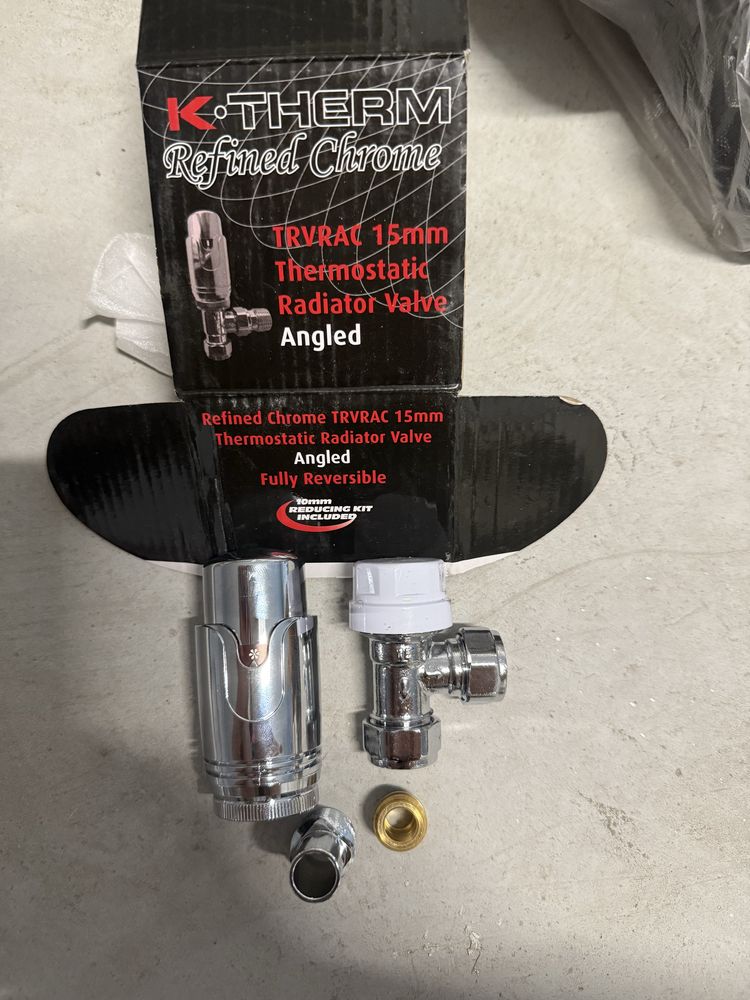 K·THERM
Refined Chrome
TRVRAC 15mm
Thermostatic
Radiator Valve
Angled
Refined Chrome TRVRAC 15mm
Thermostatic Radiator Valve
Angled
Fully Reversible
10mm
REDUCING KIT
INCLUDED